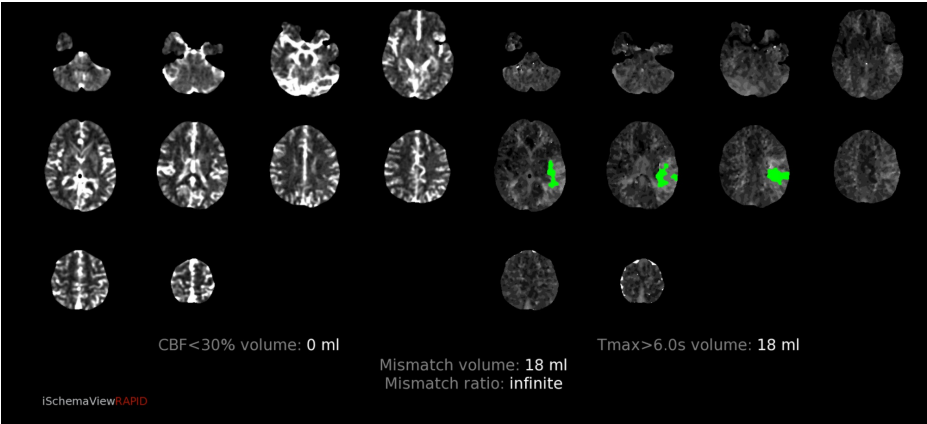 CBF<30% volume: 0 ml
Tmax>6.0s volume: 18 ml
Mismatch volume: 18 ml
Mismatch ratio: infinite
iSchemaViewRAPID